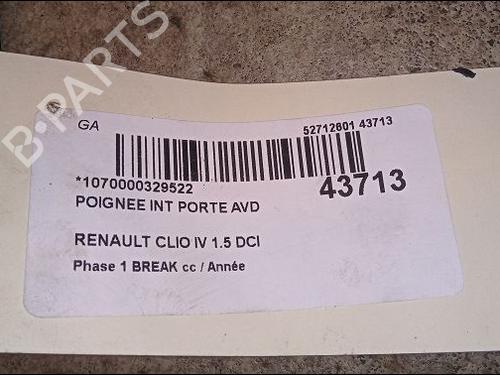 B-PARTS
GA
52712601 43713
*1070000329522
43713
POIGNEE INT PORTE AVD
RENAULT CLIO IV 1.5 DCI
Phase 1 BREAK cc / Année